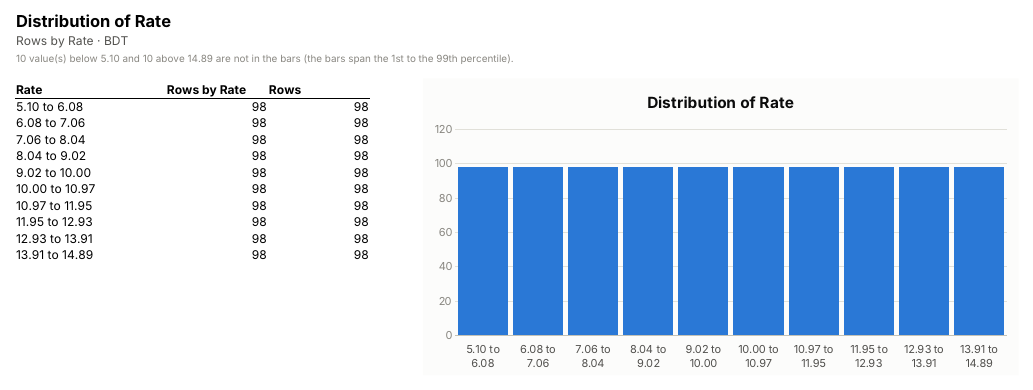 Distribution of Rate
Rows by Rate · BDT
10 value(s) below 5.10 and 10 above 14.89 are not in the bars (the bars span the 1st to the 99th percentile).
Rate Rows by Rate Rows
5.10 to 6.08 98 98
6.08 to 7.06 98 98
7.06 to 8.04 98 98
8.04 to 9.02 98 98
9.02 to 10.00 98 98
10.00 to 10.97 98 98
10.97 to 11.95 98 98
11.95 to 12.93 98 98
12.93 to 13.91 98 98
13.91 to 14.89 98 98
Distribution of Rate
120
100
80
60
40
20
0
5.10 to 6.08 to 7.06 to 8.04 to 9.02 to 10.00 to 10.97 to 11.95 to 12.93 to 13.91 to
6.08 7.06 8.04 9.02 10.00 10.97 11.95 12.93 13.91 14.89